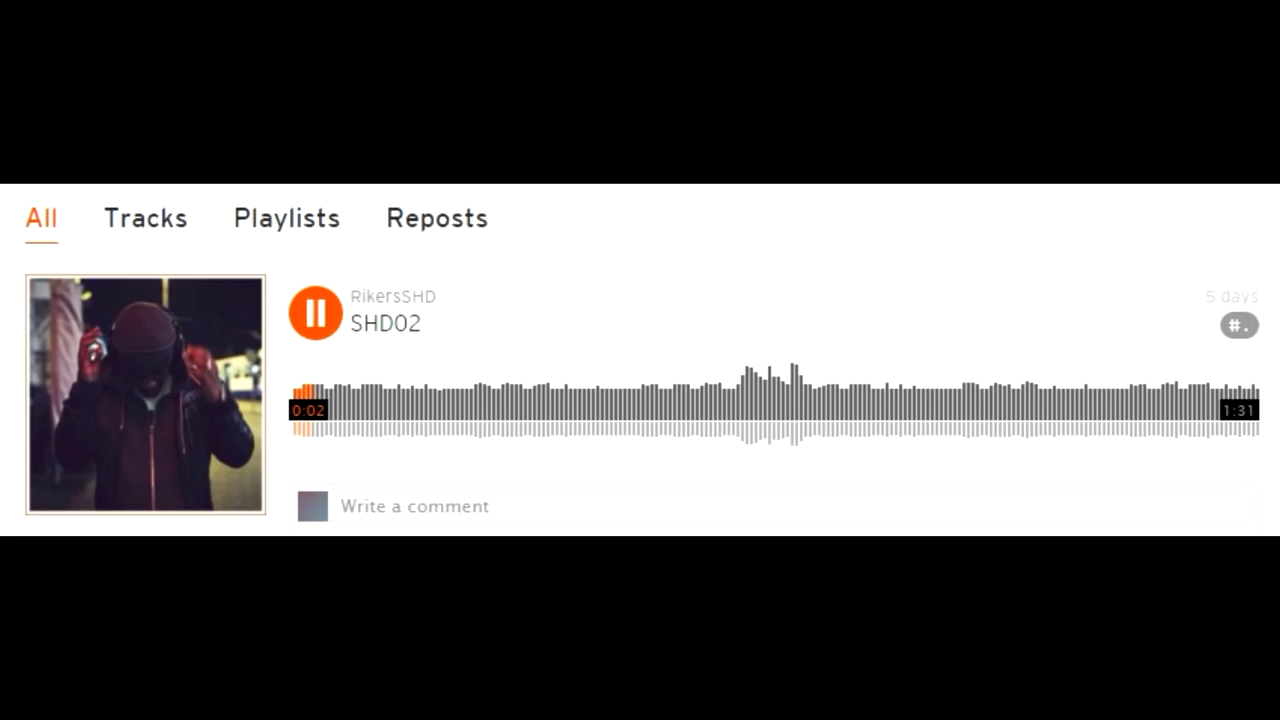 All Tracks Playlists Reposts
RikersSHD 5 days
SHD02 #.
0:02 1:31
Write a comment